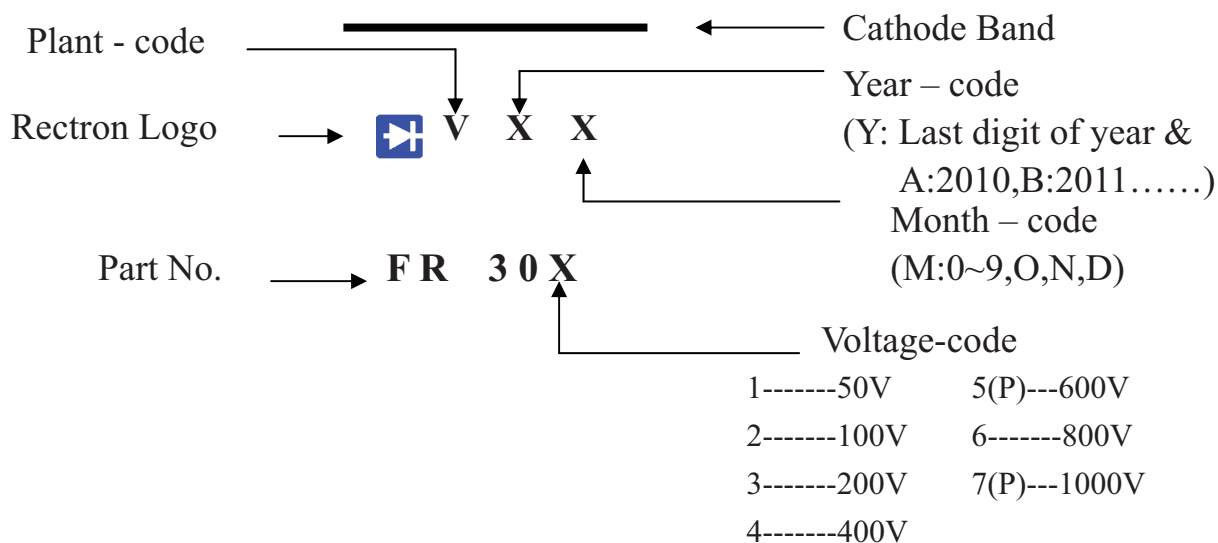 Cathode Band
Plant - code
Year – code
Rectron Logo
V X X
(Y: Last digit of year &
A:2010,B:2011……)
Month – code
(M:0~9,O,N,D)
Part No.
F R 3 0 X
Voltage-code
1-------50V 5(P)---600V
2-------100V 6-------800V
3-------200V 7(P)---1000V
4-------400V